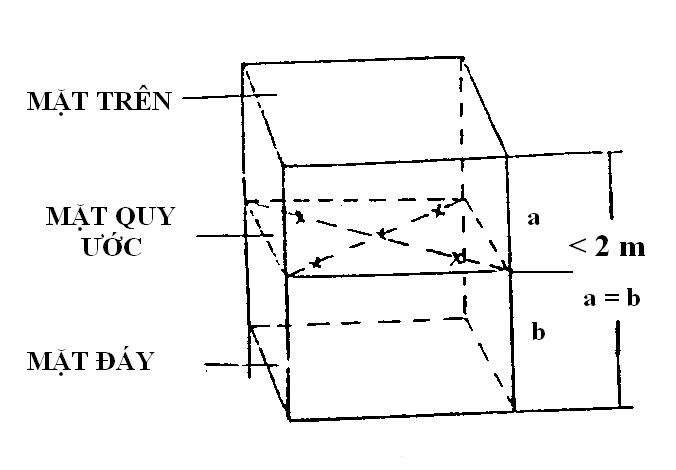 MẶT TRÊN
MẶT QUY
ƯỚC
MẶT ĐÁY
a
< 2 m
a = b
b